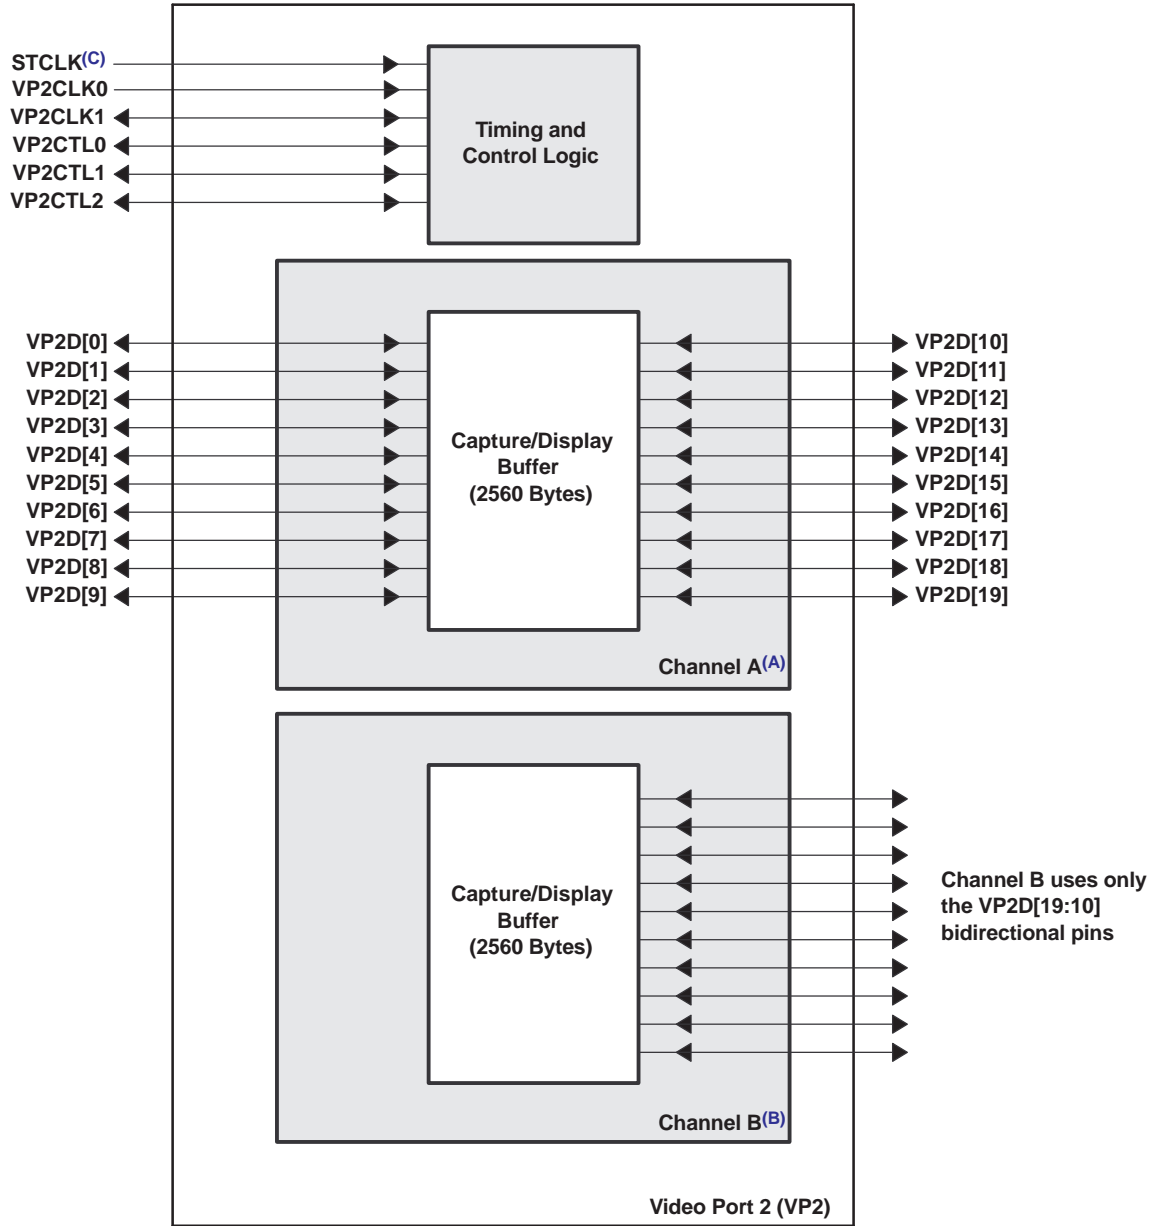 STCLK(C)
VP2CLK0
VP2CLK1
VP2CTL0
VP2CTL1
VP2CTL2
Timing and
Control Logic
VP2D[0]
VP2D[1]
VP2D[2]
VP2D[3]
VP2D[4]
VP2D[5]
VP2D[6]
VP2D[7]
VP2D[8]
VP2D[9]
Capture/Display
Buffer
(2560 Bytes)
VP2D[10]
VP2D[11]
VP2D[12]
VP2D[13]
VP2D[14]
VP2D[15]
VP2D[16]
VP2D[17]
VP2D[18]
VP2D[19]
Channel A(A)
Capture/Display
Buffer
(2560 Bytes)
Channel B uses only
the VP2D[19:10]
bidirectional pins
Channel B(B)
Video Port 2 (VP2)